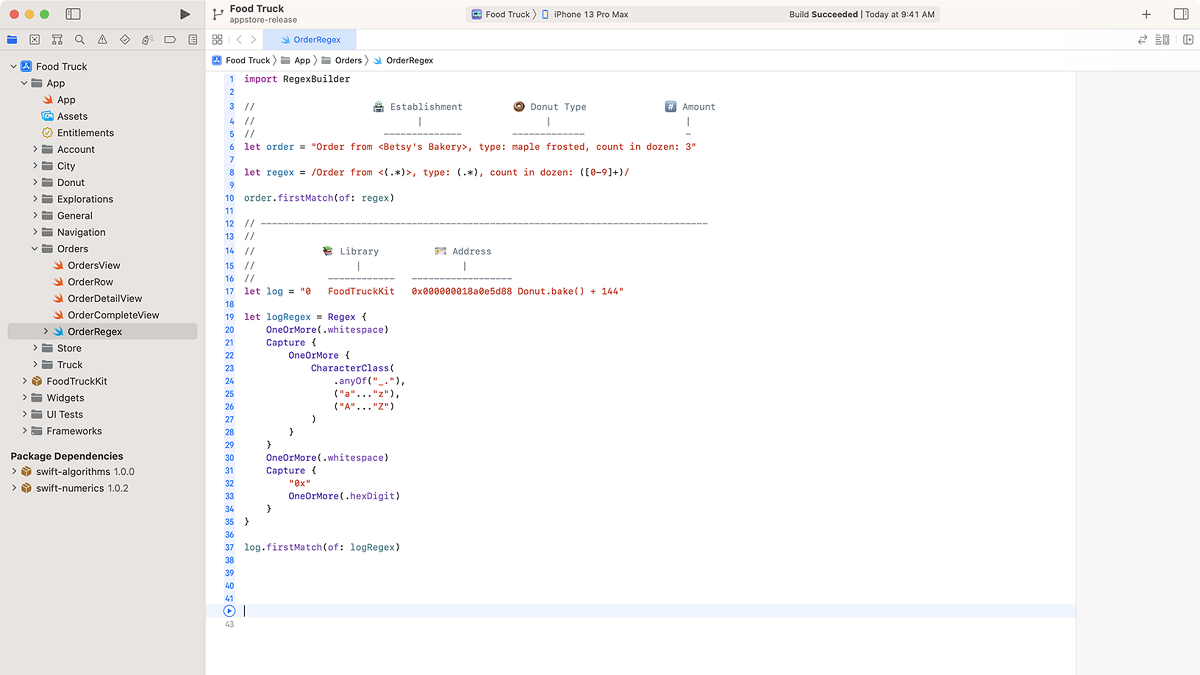 Food Truck
appstore-release
Food Truck 〉 iPhone 13 Pro Max
Build Succeeded | Today at 9:41 AM
OrderRegex
Food Truck 〉 App 〉 Orders 〉 OrderRegex
Food Truck
App
App
Assets
Entitlements
Account
City
Donut
Explorations
General
Navigation
Orders
OrdersView
OrderRow
OrderDetailView
OrderCompleteView
OrderRegex
Store
Truck
FoodTruckKit
Widgets
UI Tests
Frameworks
Package Dependencies
swift-algorithms 1.0.0
swift-numerics 1.0.2
1 import RegexBuilder
2
3 // 🏪 Establishment 🍩 Donut Type #️⃣ Amount
4 // | | |
5 // -------------- ------------- -
6 let order = "Order from <Betsy's Bakery>, type: maple frosted, count in dozen: 3"
7
8 let regex = /Order from <(.*)>, type: (.*), count in dozen: ([0-9]+)/
9
10 order.firstMatch(of: regex)
11
12 // --------------------------------------------------------------------------------
13 //
14 // 📚 Library 📇 Address
15 // | |
16 // ------------ ------------------
17 let log = "0 FoodTruckKit 0x000000018a0e5d88 Donut.bake() + 144"
18
19 let logRegex = Regex {
20 OneOrMore(.whitespace)
21 Capture {
22 OneOrMore {
23 CharacterClass(
24 .anyOf("_."),
25 ("a"..."z"),
26 ("A"..."Z")
27 )
28 }
29 }
30 OneOrMore(.whitespace)
31 Capture {
32 "0x"
33 OneOrMore(.hexDigit)
34 }
35 }
36
37 log.firstMatch(of: logRegex)
38
39
40
41
43